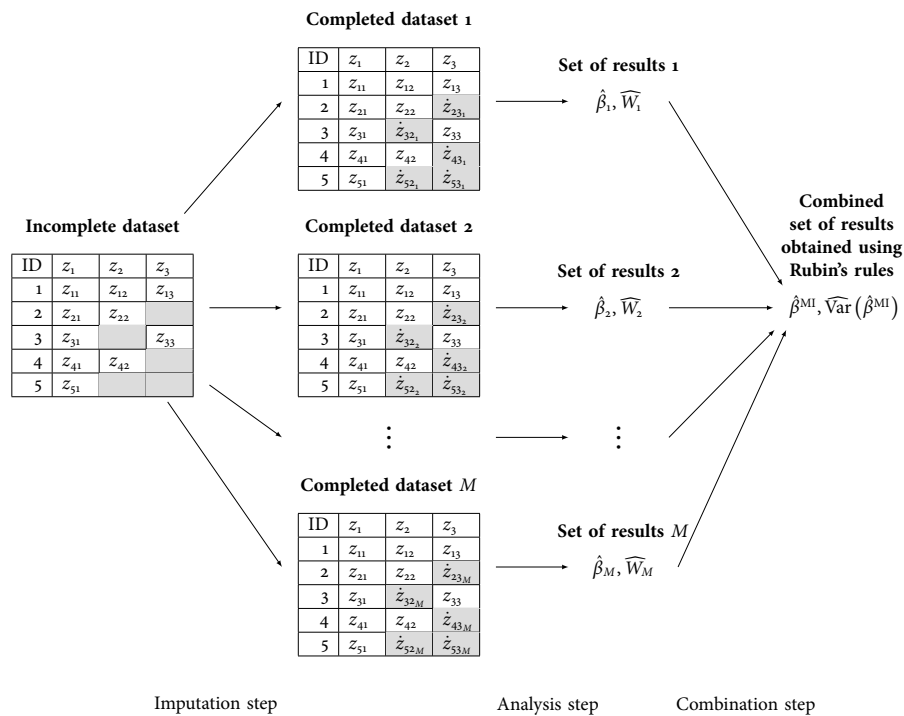 Completed dataset 1
ID z₁ z₂ z₃
1 z₁₁ z₁₂ z₁₃
2 z₂₁ z₂₂ ż₂₃₁
3 z₃₁ ż₃₂₁ z₃₃
4 z₄₁ z₄₂ ż₄₃₁
5 z₅₁ ż₅₂₁ ż₅₃₁
Set of results 1
β̂₁, Ŵ₁
Incomplete dataset
ID z₁ z₂ z₃
1 z₁₁ z₁₂ z₁₃
2 z₂₁ z₂₂
3 z₃₁ z₃₃
4 z₄₁ z₄₂
5 z₅₁
Completed dataset 2
ID z₁ z₂ z₃
1 z₁₁ z₁₂ z₁₃
2 z₂₁ z₂₂ ż₂₃₂
3 z₃₁ ż₃₂₂ z₃₃
4 z₄₁ z₄₂ ż₄₃₂
5 z₅₁ ż₅₂₂ ż₅₃₂
Set of results 2
β̂₂, Ŵ₂
Combined
set of results
obtained using
Rubin's rules
β̂ᴹᴵ, V̂ar(β̂ᴹᴵ)
⋮ ⋮
Completed dataset M
ID z₁ z₂ z₃
1 z₁₁ z₁₂ z₁₃
2 z₂₁ z₂₂ ż₂₃M
3 z₃₁ ż₃₂M z₃₃
4 z₄₁ z₄₂ ż₄₃M
5 z₅₁ ż₅₂M ż₅₃M
Set of results M
β̂M, ŴM
Imputation step Analysis step Combination step